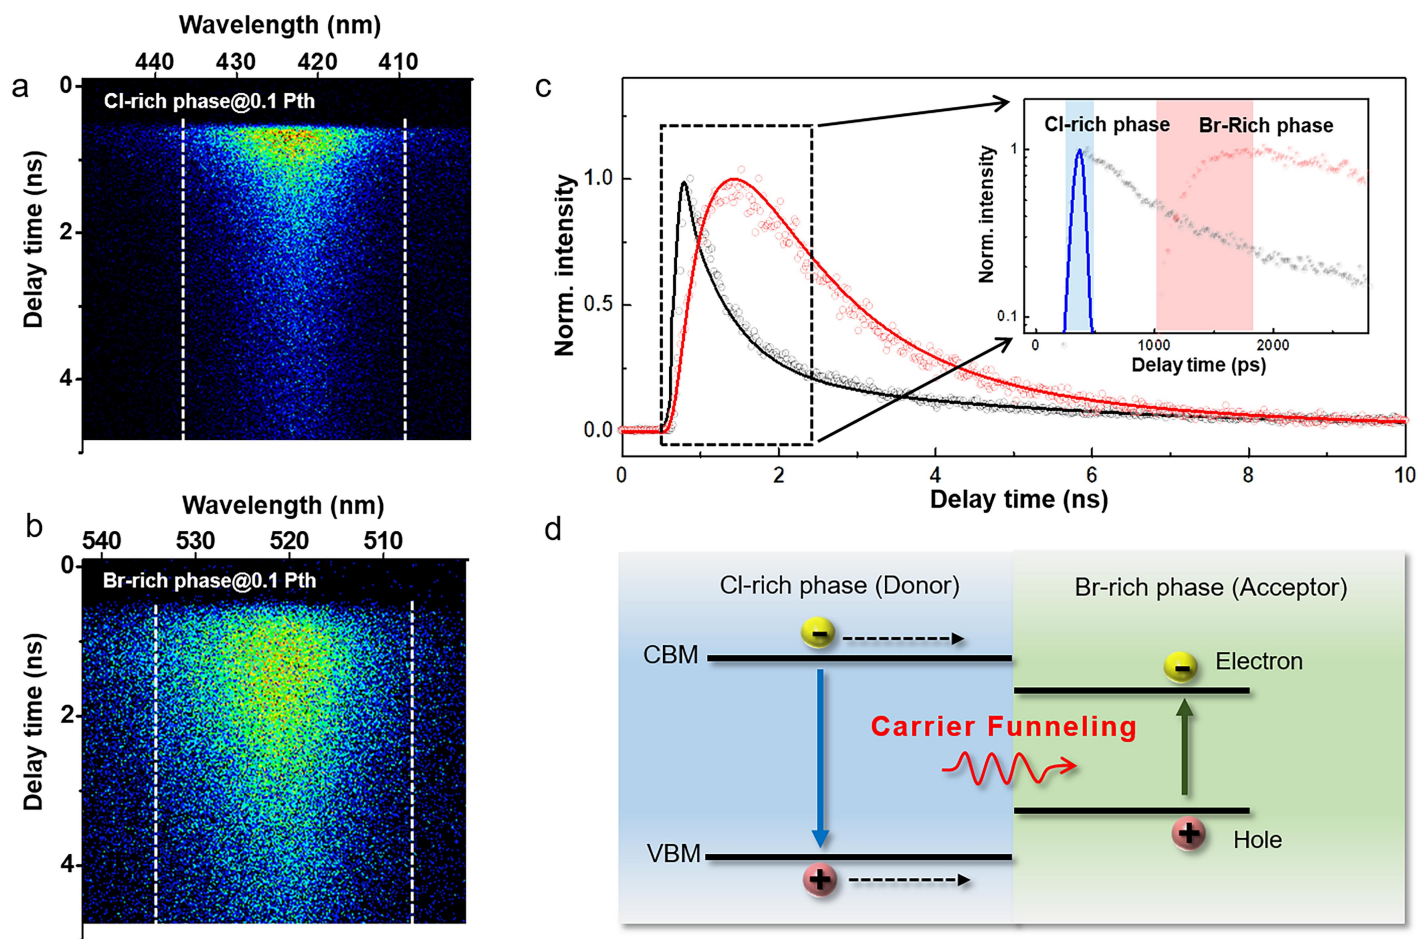 a
Wavelength (nm)
440 430 420 410
Cl-rich phase@0.1 Pth
Delay time (ns)
0
2
4
b
Wavelength (nm)
540 530 520 510
Br-rich phase@0.1 Pth
Delay time (ns)
0
2
4
c
Norm. intensity
1.0
0.5
0.0
0 2 4 6 8 10
Delay time (ns)
Cl-rich phase Br-Rich phase
Norm. intensity
1
0.1
0 1000 2000
Delay time (ps)
d
Cl-rich phase (Donor) Br-rich phase (Acceptor)
-
CBM
- Electron
Carrier Funneling
VBM
+
+ Hole